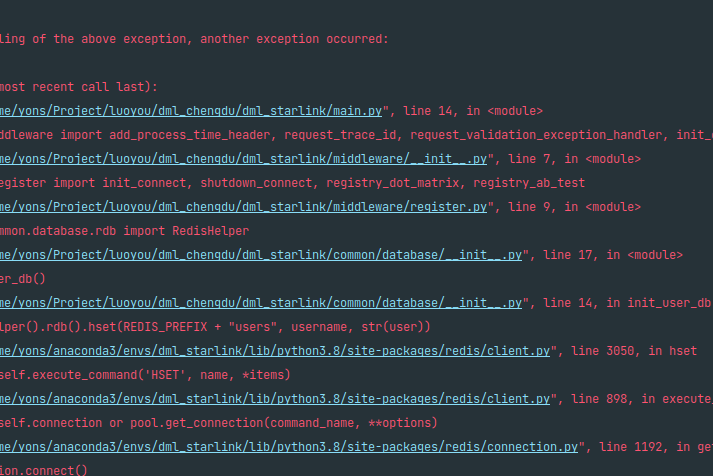 ling of the above exception, another exception occurred:
most recent call last):
me/yons/Project/luoyou/dml_chengdu/dml_starlink/main.py", line 14, in <module>
ddleware import add_process_time_header, request_trace_id, request_validation_exception_handler, init_c
me/yons/Project/luoyou/dml_chengdu/dml_starlink/middleware/__init__.py", line 7, in <module>
egister import init_connect, shutdown_connect, registry_dot_matrix, registry_ab_test
me/yons/Project/luoyou/dml_chengdu/dml_starlink/middleware/register.py", line 9, in <module>
mmon.database.rdb import RedisHelper
me/yons/Project/luoyou/dml_chengdu/dml_starlink/common/database/__init__.py", line 17, in <module>
er_db()
me/yons/Project/luoyou/dml_chengdu/dml_starlink/common/database/__init__.py", line 14, in init_user_db
lper().rdb().hset(REDIS_PREFIX + "users", username, str(user))
me/yons/anaconda3/envs/dml_starlink/lib/python3.8/site-packages/redis/client.py", line 3050, in hset
self.execute_command('HSET', name, *items)
me/yons/anaconda3/envs/dml_starlink/lib/python3.8/site-packages/redis/client.py", line 898, in execute_
self.connection or pool.get_connection(command_name, **options)
me/yons/anaconda3/envs/dml_starlink/lib/python3.8/site-packages/redis/connection.py", line 1192, in get
ion.connect()